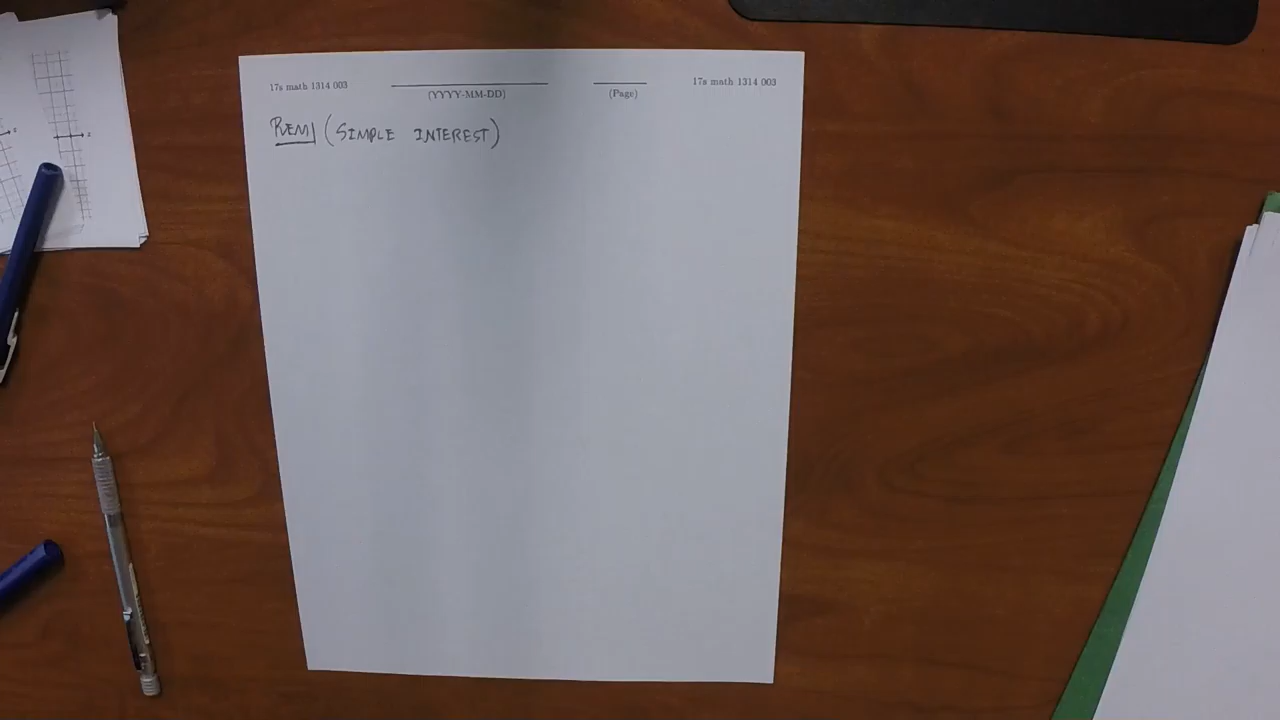 17s math 1314 003 (YYYY-MM-DD) (Page) 17s math 1314 003
REM (SIMPLE INTEREST)